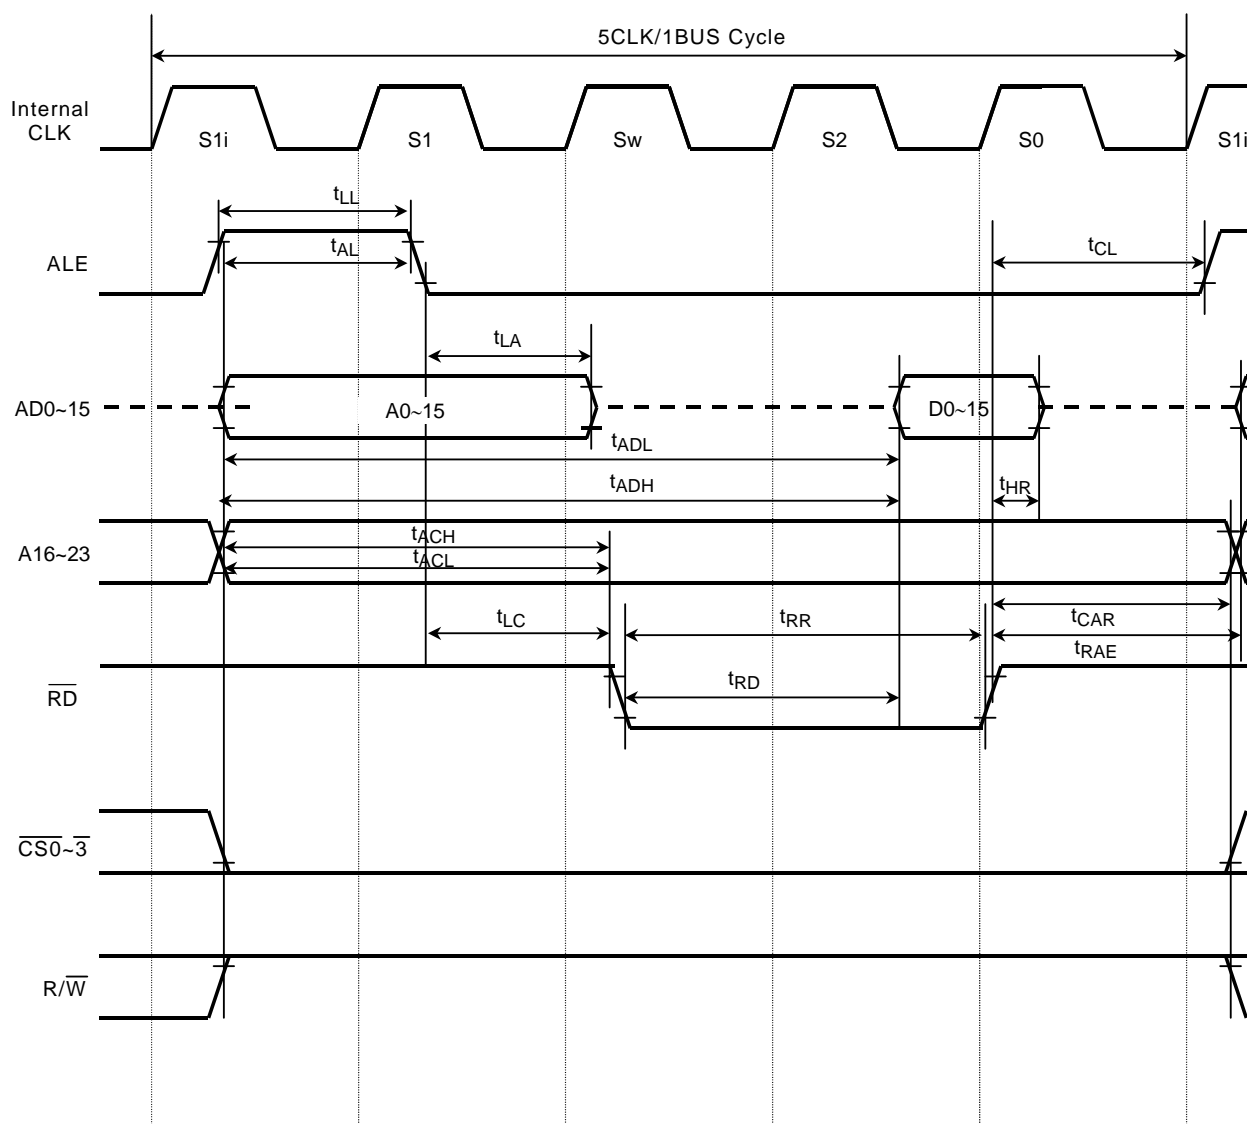 5CLK/1BUS Cycle
Internal
CLK
S1i
S1
Sw
S2
S0
S1i
tLL
ALE
tAL
tCL
tLA
AD0~15
A0~15
D0~15
tADL
tADH
tHR
A16~23
tACH
tACL
tLC
tRR
tCAR
tRAE
RD
tRD
CS0~3
R/W